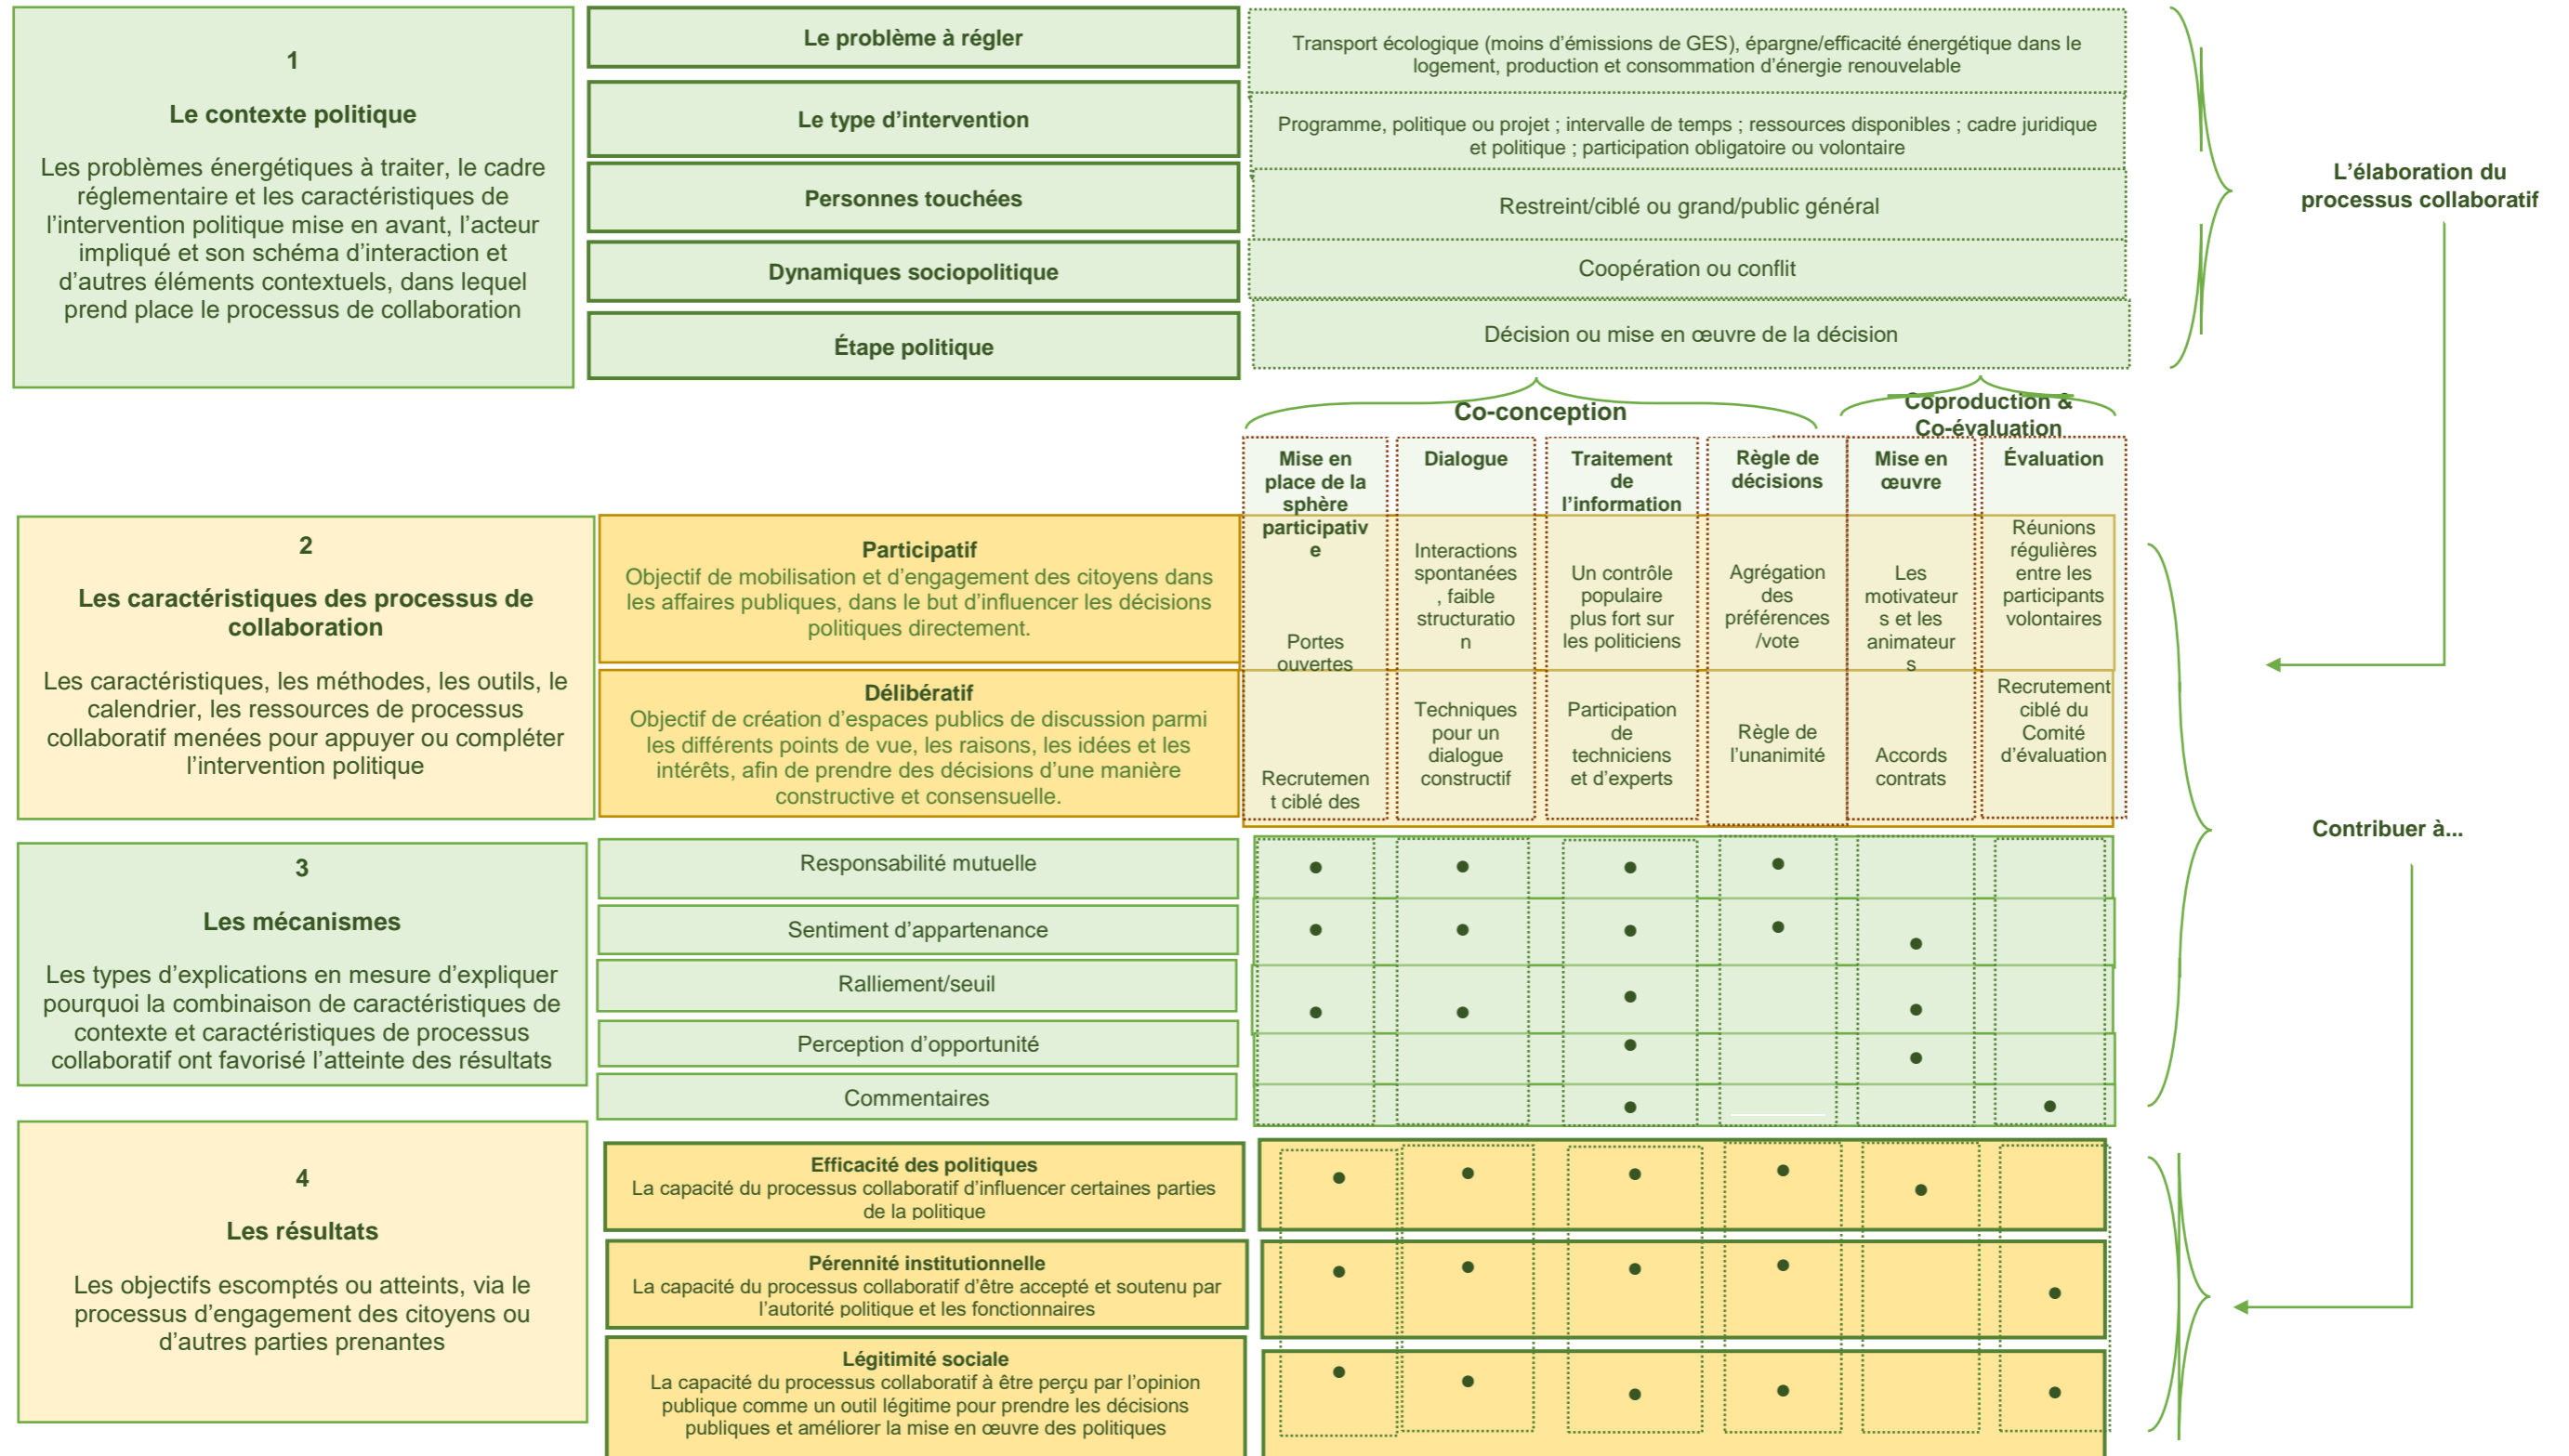 1
Le contexte politique
Les problèmes énergétiques à traiter, le cadre
réglementaire et les caractéristiques de
l’intervention politique mise en avant, l’acteur
impliqué et son schéma d’interaction et
d’autres éléments contextuels, dans lequel
prend place le processus de collaboration
Le problème à régler
Transport écologique (moins d’émissions de GES), épargne/efficacité énergétique dans le
logement, production et consommation d’énergie renouvelable
Le type d’intervention
Programme, politique ou projet ; intervalle de temps ; ressources disponibles ; cadre juridique
et politique ; participation obligatoire ou volontaire
Personnes touchées
Restreint/ciblé ou grand/public général
Dynamiques sociopolitique
Coopération ou conflit
Étape politique
Décision ou mise en œuvre de la décision
L’élaboration du
processus collaboratif
Co-conception
Coproduction &
Co-évaluation
Mise en
place de la
sphère
participativ
e
Dialogue
Traitement
de
l’information
Règle de
décisions
Mise en
œuvre
Évaluation
2
Les caractéristiques des processus de
collaboration
Les caractéristiques, les méthodes, les outils, le
calendrier, les ressources de processus
collaboratif menées pour appuyer ou compléter
l’intervention politique
Participatif
Objectif de mobilisation et d’engagement des citoyens dans
les affaires publiques, dans le but d’influencer les décisions
politiques directement.
Portes
ouvertes
Interactions
spontanées
, faible
structuratio
n
Un contrôle
populaire
plus fort sur
les politiciens
Agrégation
des
préférences
/vote
Les
motivateur
s et les
animateur
s
Réunions
régulières
entre les
participants
volontaires
Délibératif
Objectif de création d’espaces publics de discussion parmi
les différents points de vue, les raisons, les idées et les
intérêts, afin de prendre des décisions d’une manière
constructive et consensuelle.
Recrutemen
t ciblé des
Techniques
pour un
dialogue
constructif
Participation
de
techniciens
et d’experts
Règle de
l’unanimité
Accords
contrats
Recrutement
ciblé du
Comité
d’évaluation
Contribuer à...
3
Les mécanismes
Les types d’explications en mesure d’expliquer
pourquoi la combinaison de caractéristiques de
contexte et caractéristiques de processus
collaboratif ont favorisé l’atteinte des résultats
Responsabilité mutuelle
Sentiment d’appartenance
Ralliement/seuil
Perception d’opportunité
Commentaires
4
Les résultats
Les objectifs escomptés ou atteints, via le
processus d’engagement des citoyens ou
d’autres parties prenantes
Efficacité des politiques
La capacité du processus collaboratif d’influencer certaines parties
de la politique
Pérennité institutionnelle
La capacité du processus collaboratif d’être accepté et soutenu par
l’autorité politique et les fonctionnaires
Légitimité sociale
La capacité du processus collaboratif à être perçu par l’opinion
publique comme un outil légitime pour prendre les décisions
publiques et améliorer la mise en œuvre des politiques